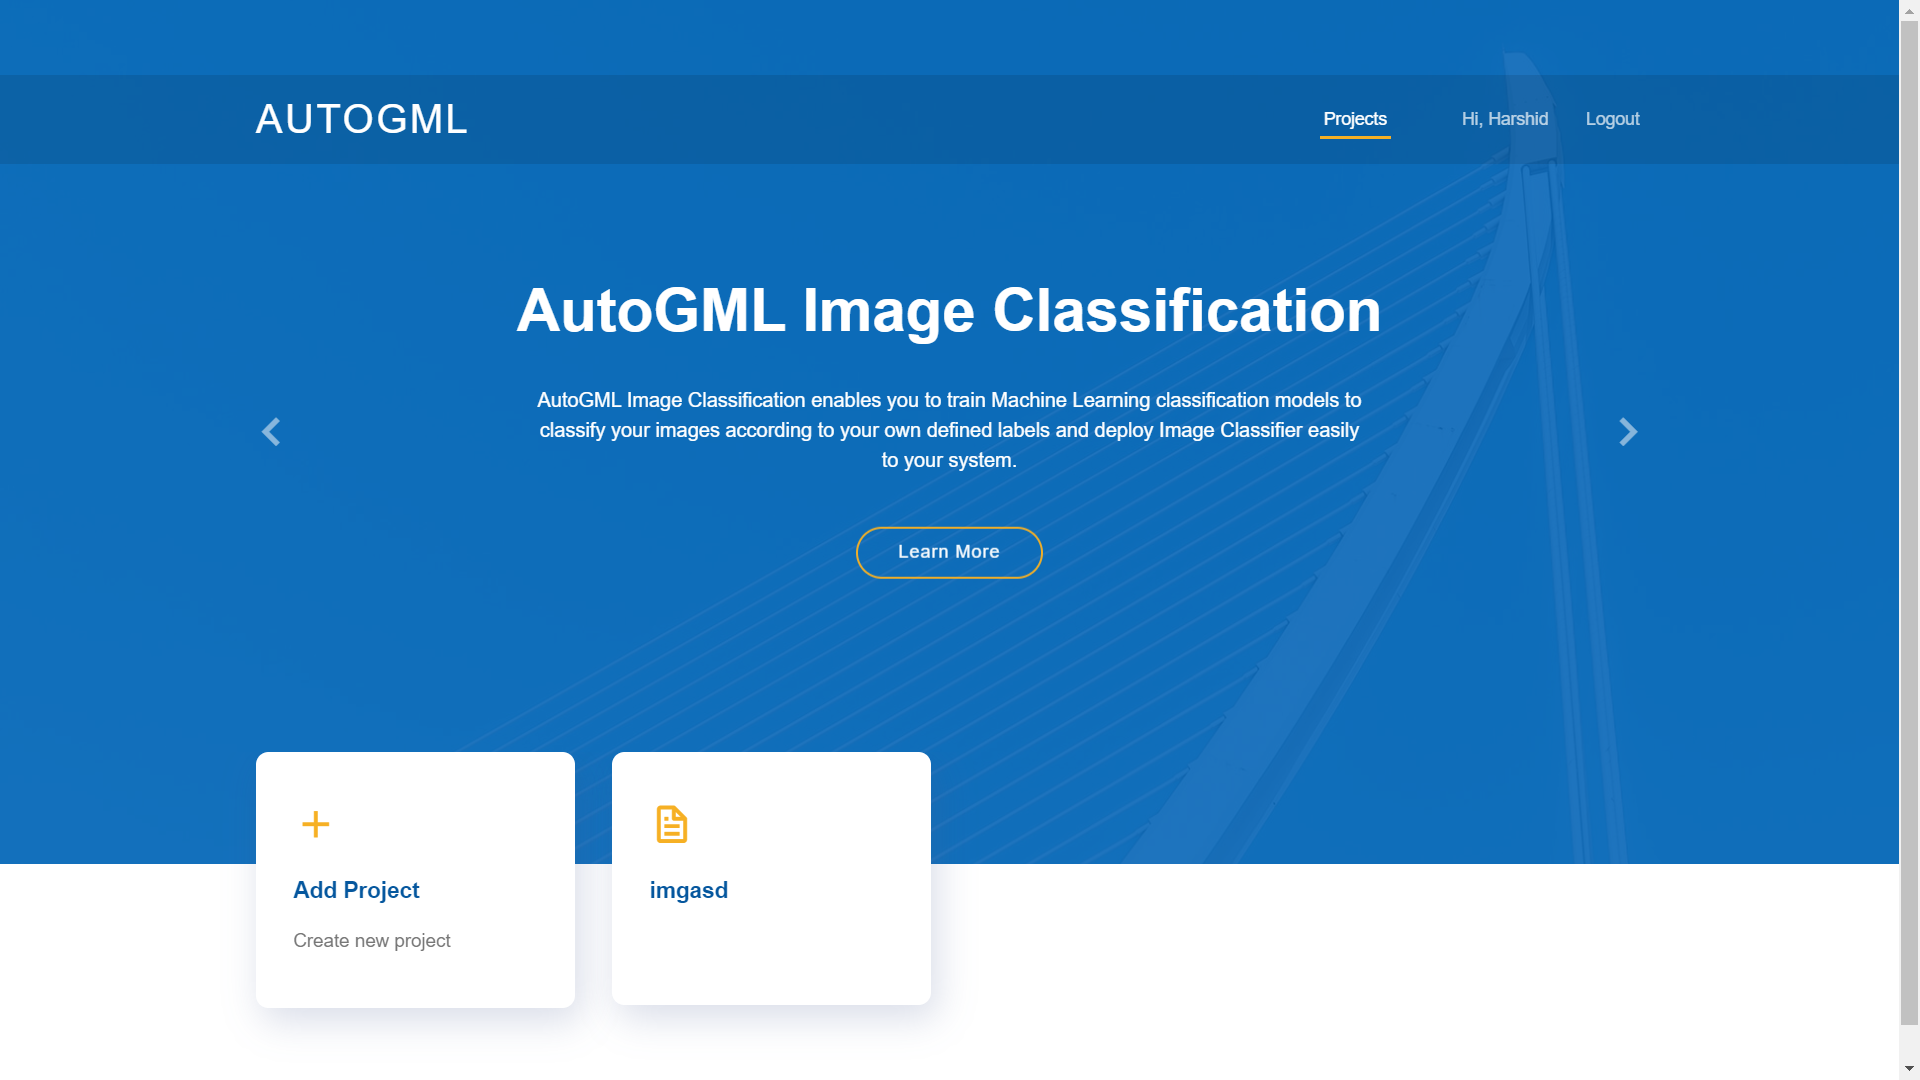 AUTOGML
Projects
Hi, Harshid
Logout
AutoGML Image Classification
AutoGML Image Classification enables you to train Machine Learning classification models to
classify your images according to your own defined labels and deploy Image Classifier easily
to your system.
Learn More
Add Project
Create new project
imgasd